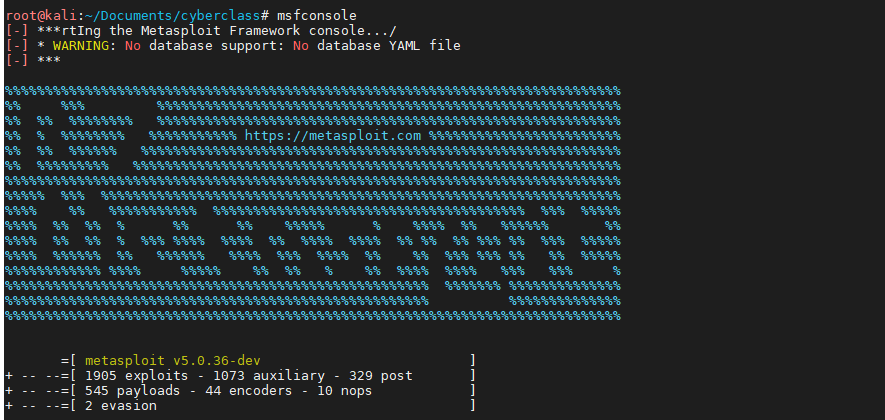 root@kali:~/Documents/cyberclass# msfconsole
[-] ***rtIng the Metasploit Framework console.../
[-] * WARNING: No database support: No database YAML file
[-] ***
https://metasploit.com
=[ metasploit v5.0.36-dev ]
+ -- --=[ 1905 exploits - 1073 auxiliary - 329 post ]
+ -- --=[ 545 payloads - 44 encoders - 10 nops ]
+ -- --=[ 2 evasion ]